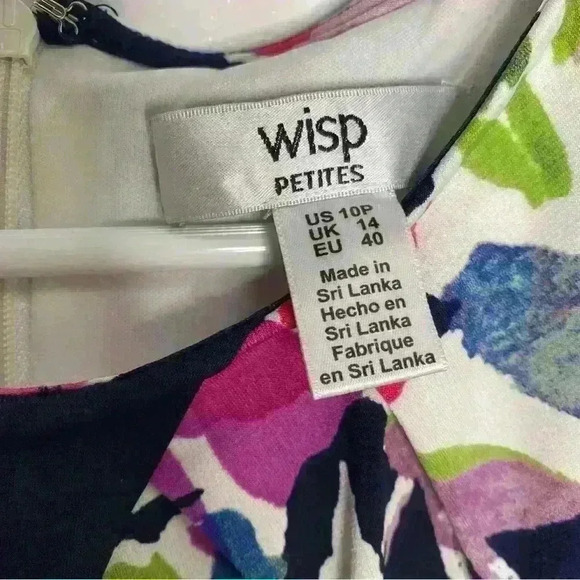 wisp
PETITES
US 10P
UK 14
EU 40
Made in
Sri Lanka
Hecho en
Sri Lanka
Fabrique
en Sri Lanka